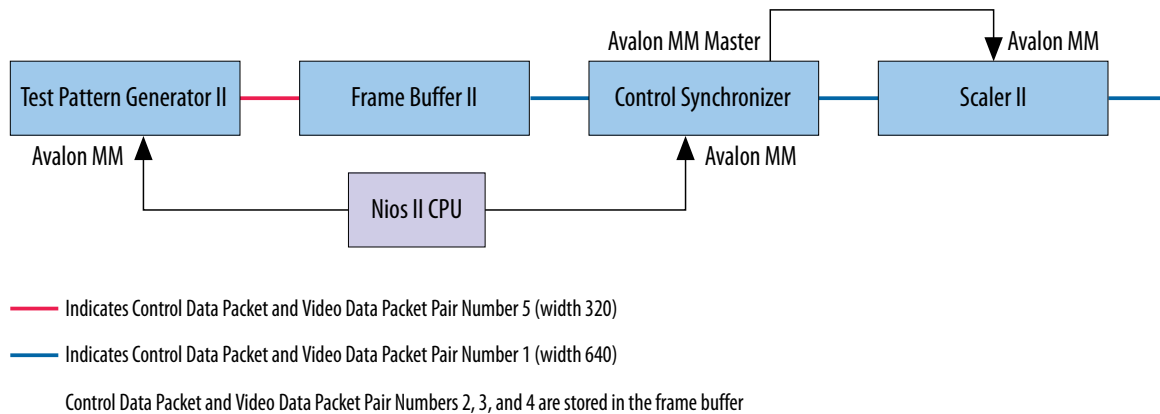 Avalon MM Master
Avalon MM
Test Pattern Generator II
Frame Buffer II
Control Synchronizer
Scaler II
Avalon MM
Avalon MM
Nios II CPU
Indicates Control Data Packet and Video Data Packet Pair Number 5 (width 320)
Indicates Control Data Packet and Video Data Packet Pair Number 1 (width 640)
Control Data Packet and Video Data Packet Pair Numbers 2, 3, and 4 are stored in the frame buffer